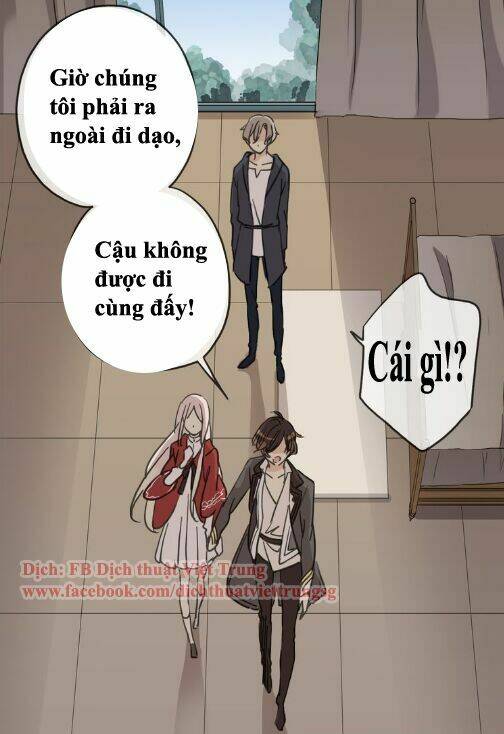 Giờ chúng
tôi phải ra
ngoài đi dạo,
Cậu không
được đi
cùng đấy!
Cái gì!?
Dịch: FB Dịch thuật Việt Trung
www.facebook.com/dichthuatviettrungsg